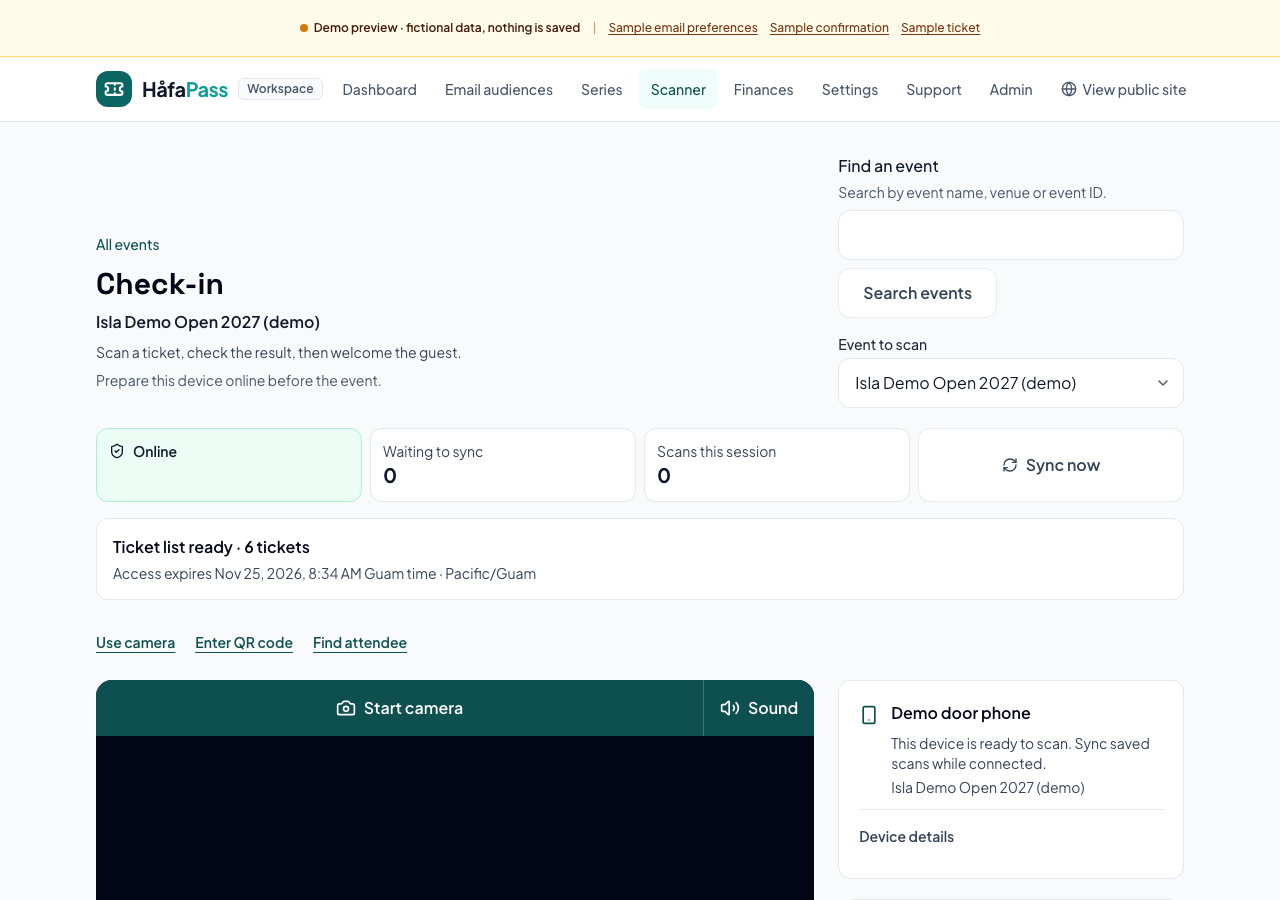 Demo preview · fictional data, nothing is saved | Sample email preferences Sample confirmation Sample ticket
HåfaPass Workspace Dashboard Email audiences Series Scanner Finances Settings Support Admin View public site
All events
Check-in
Isla Demo Open 2027 (demo)
Scan a ticket, check the result, then welcome the guest.
Prepare this device online before the event.
Find an event
Search by event name, venue or event ID.
Search events
Event to scan
Isla Demo Open 2027 (demo)
Online
Waiting to sync
0
Scans this session
0
Sync now
Ticket list ready · 6 tickets
Access expires Nov 25, 2026, 8:34 AM Guam time · Pacific/Guam
Use camera Enter QR code Find attendee
Start camera Sound
Demo door phone
This device is ready to scan. Sync saved
scans while connected.
Isla Demo Open 2027 (demo)
Device details